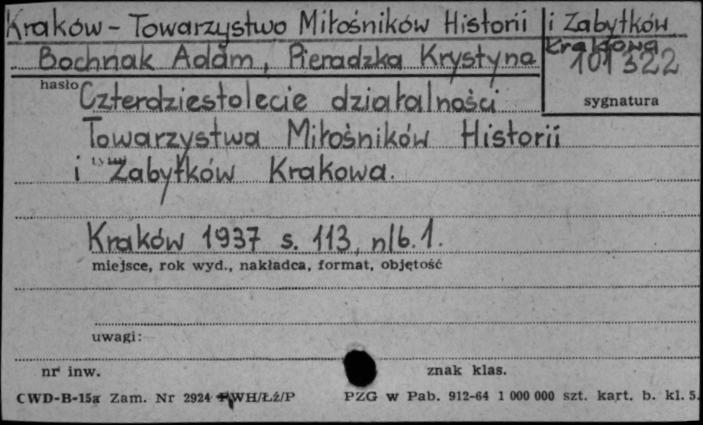 Kraków - Towarzystwo Miłośników Historii i Zabytków
Krakowa
Bochnak Adam, Pieradzka Krystyna
101322
hasło Czterdziestolecie działalności
sygnatura
Towarzystwa Miłośników Historii
i Zabytków Krakowa.
Kraków 1937 s. 113, nlb. 1.
miejsce, rok wyd., nakładca, format, objętość
uwagi:
nr inw.
znak klas.
CWD-B-15a Zam. Nr 2924 WH/Łź/P
PZG w Pab. 912-64 1 000 000 szt. kart. b. kl. 5.